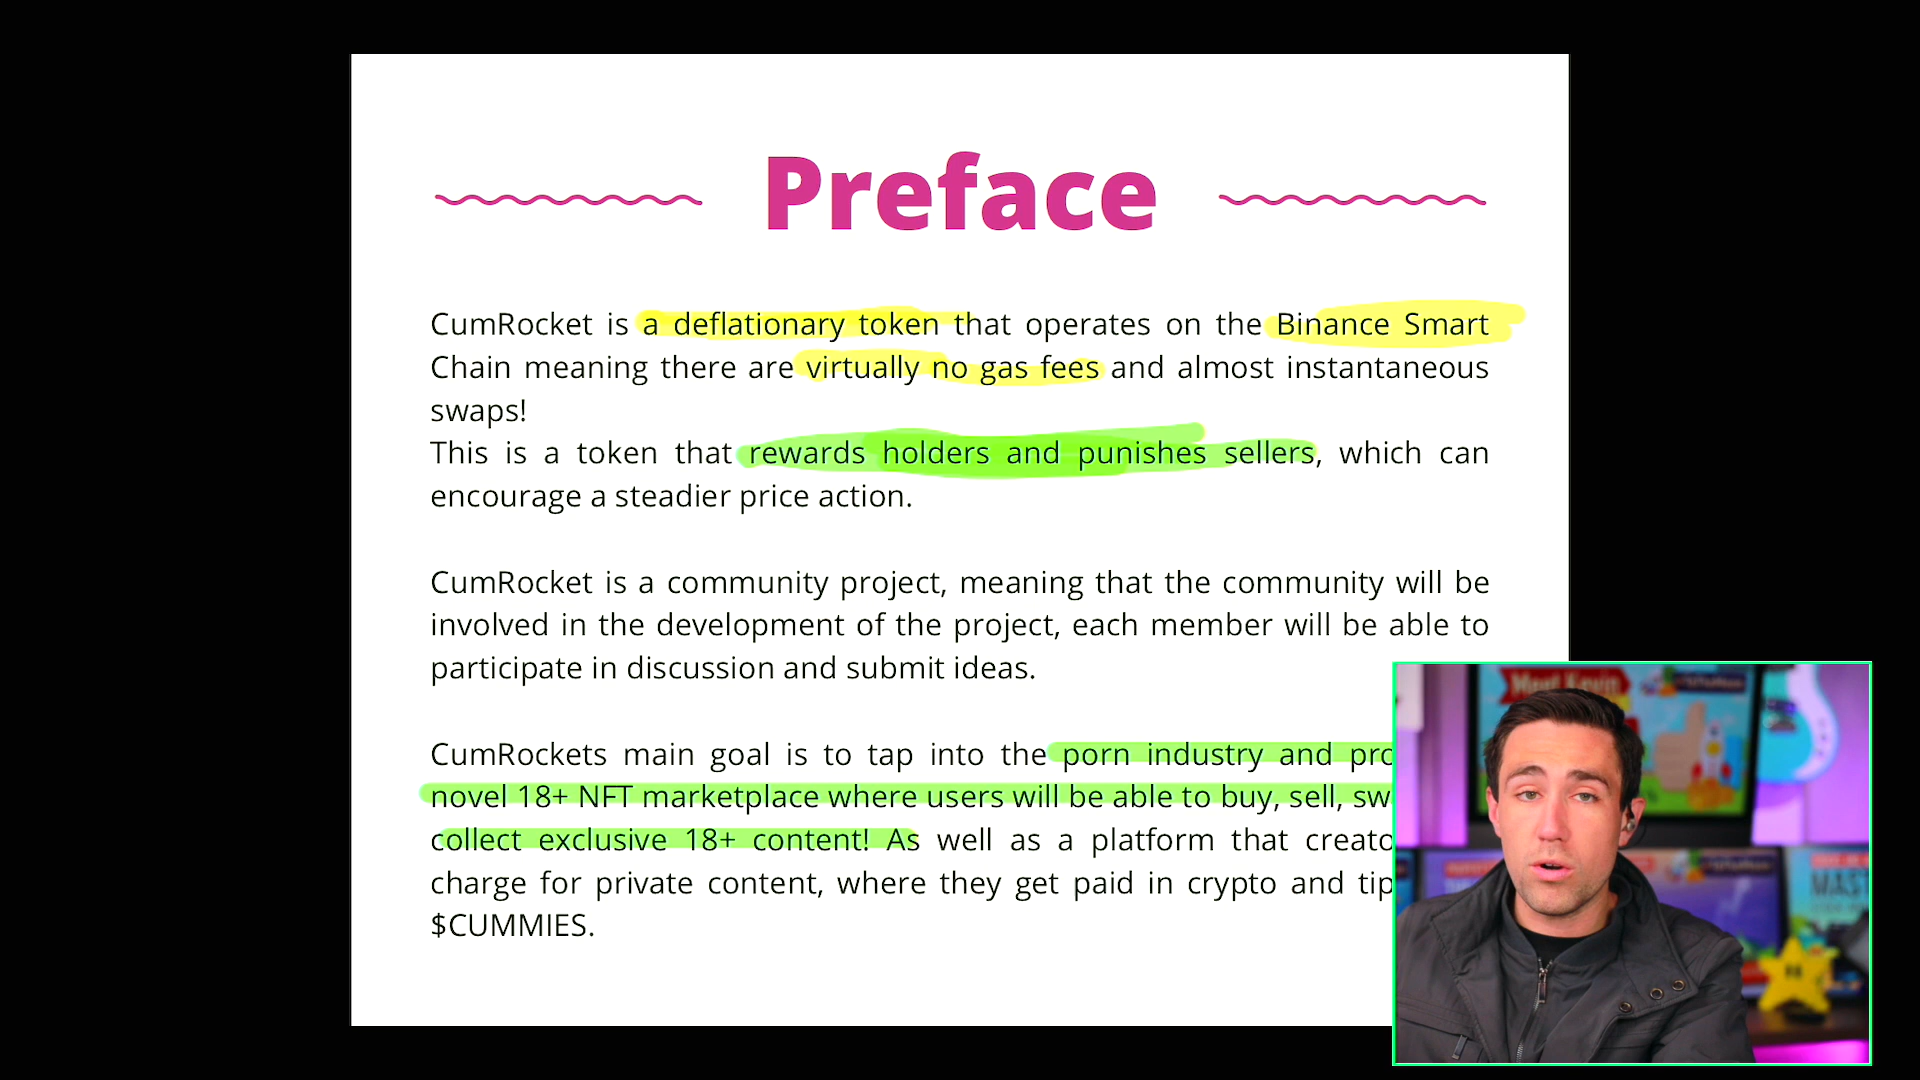 Preface
CumRocket is a deflationary token that operates on the Binance Smart
Chain meaning there are virtually no gas fees and almost instantaneous
swaps!
This is a token that rewards holders and punishes sellers, which can
encourage a steadier price action.
CumRocket is a community project, meaning that the community will be
involved in the development of the project, each member will be able to
participate in discussion and submit ideas.
CumRockets main goal is to tap into the porn industry and
novel 18+ NFT marketplace where users will be able to buy, sell,
collect exclusive 18+ content! As well as a platform that
charge for private content, where they get paid in crypto and
$CUMMIES.
Meet Kevin